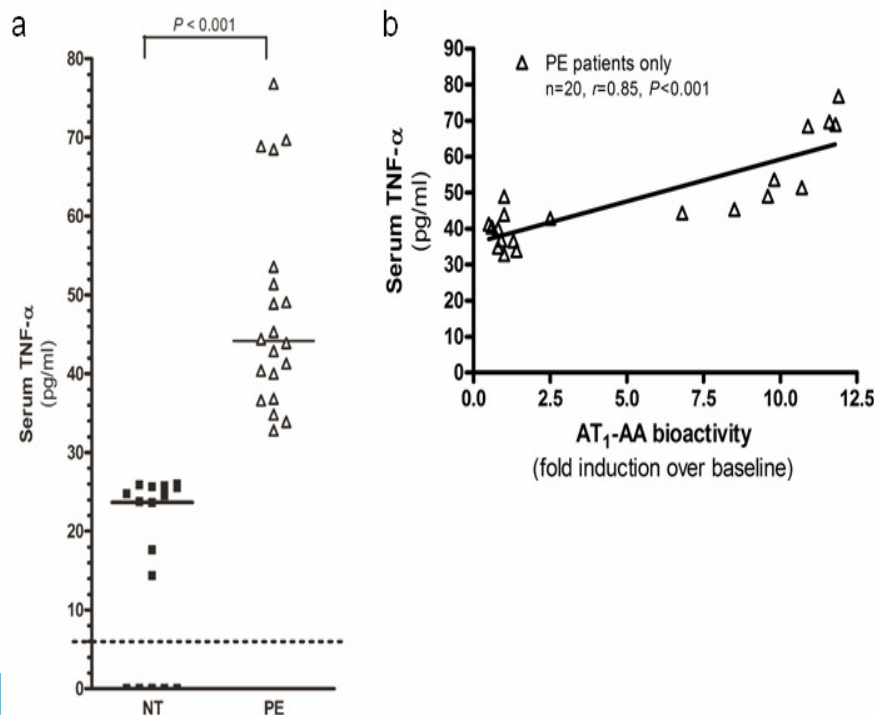 a
P < 0.001
80
70
60
50
40
30
20
10
0
Serum TNF-α
(pg/ml)
NT PE
b
90
80
70
60
50
40
30
20
10
0
Serum TNF-α
(pg/ml)
PE patients only
n=20, r=0.85, P<0.001
0.0 2.5 5.0 7.5 10.0 12.5
AT₁-AA bioactivity
(fold induction over baseline)